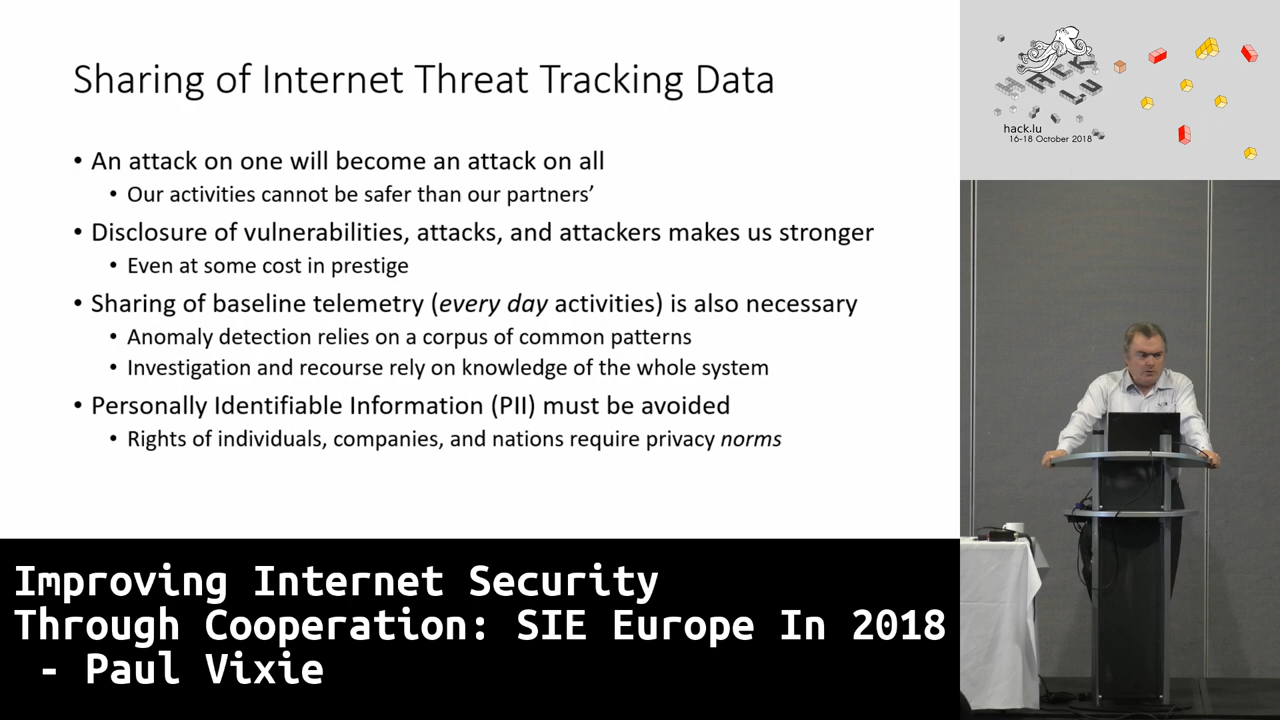 Sharing of Internet Threat Tracking Data
• An attack on one will become an attack on all
• Our activities cannot be safer than our partners’
• Disclosure of vulnerabilities, attacks, and attackers makes us stronger
• Even at some cost in prestige
• Sharing of baseline telemetry (every day activities) is also necessary
• Anomaly detection relies on a corpus of common patterns
• Investigation and recourse rely on knowledge of the whole system
• Personally Identifiable Information (PII) must be avoided
• Rights of individuals, companies, and nations require privacy norms
HACK
LU
hack.lu
16-18 October 2018
Improving Internet Security
Through Cooperation: SIE Europe In 2018
- Paul Vixie